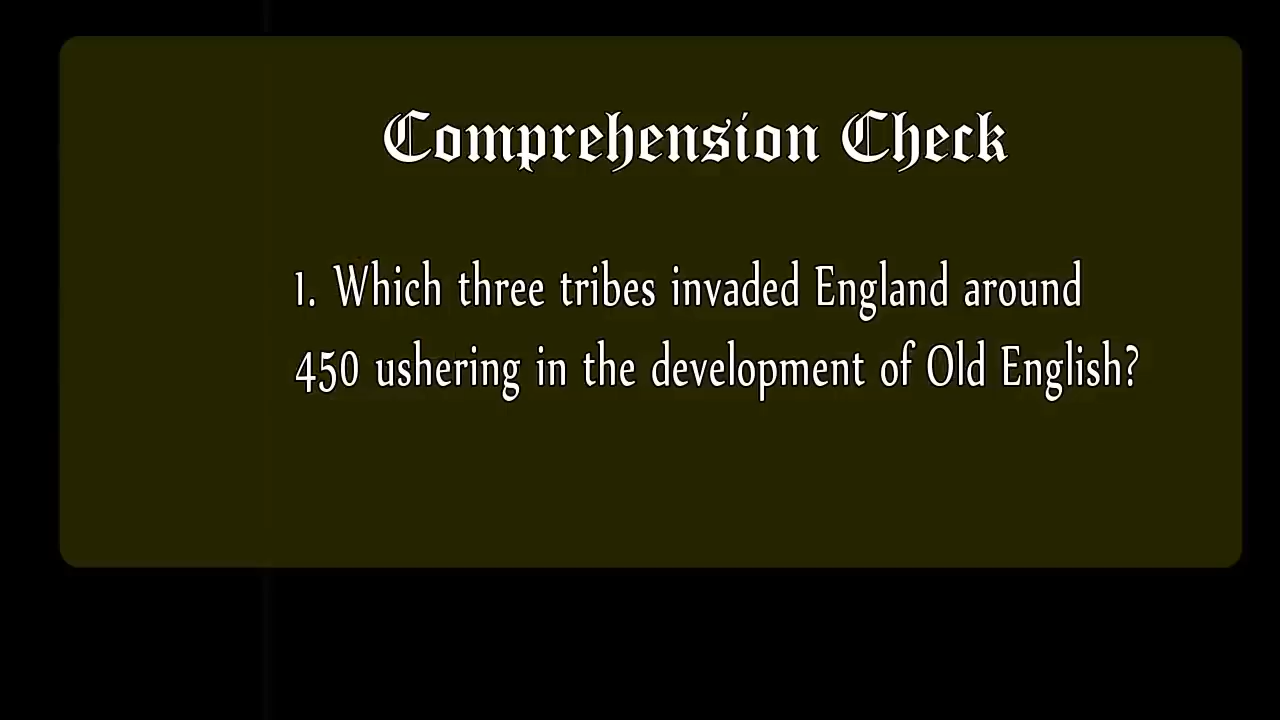 Comprehension Check
1. Which three tribes invaded England around
450 ushering in the development of Old English?